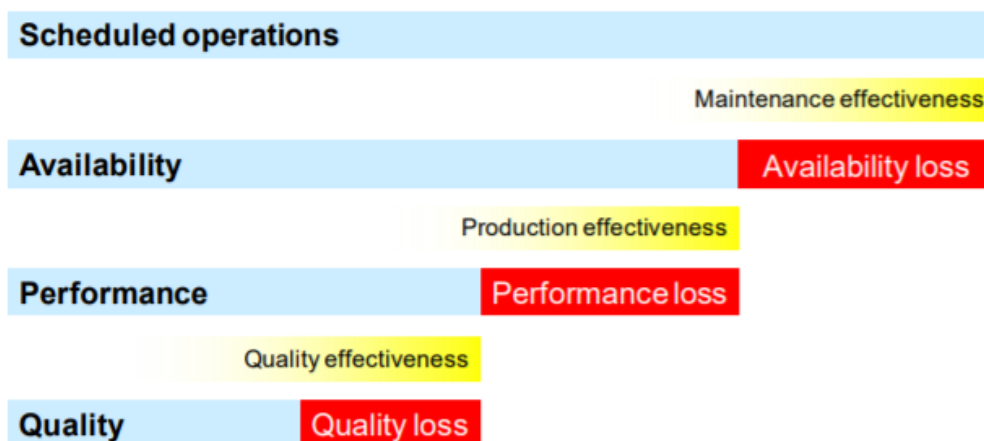 Scheduled operations
Maintenance effectiveness
Availability Availability loss
Production effectiveness
Performance Performance loss
Quality effectiveness
Quality Quality loss